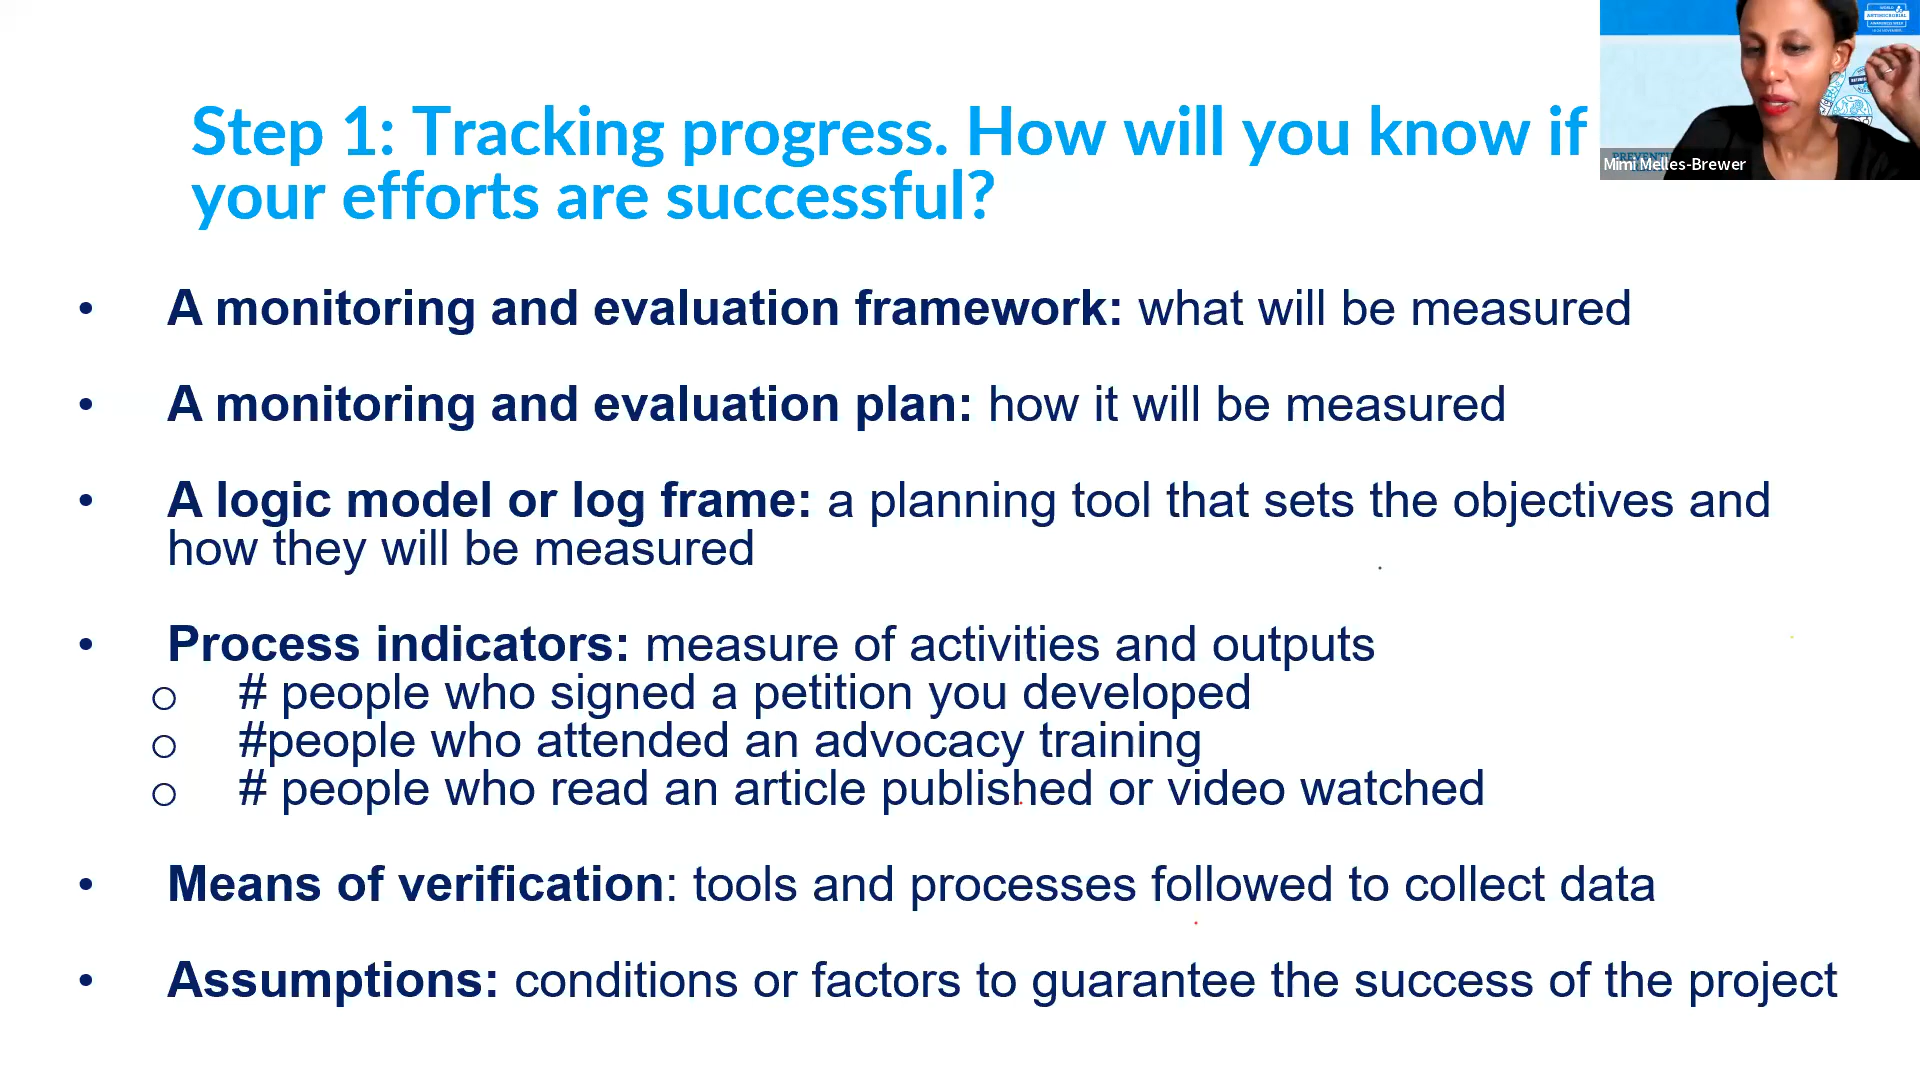 WORLD
ANTIMICROBIAL
AWARENESS WEEK
Step 1: Tracking progress. How will you know if
your efforts are successful?
Mimi Melles-Brewer
• A monitoring and evaluation framework: what will be measured
• A monitoring and evaluation plan: how it will be measured
• A logic model or log frame: a planning tool that sets the objectives and
how they will be measured
• Process indicators: measure of activities and outputs
o # people who signed a petition you developed
o #people who attended an advocacy training
o # people who read an article published or video watched
• Means of verification: tools and processes followed to collect data
• Assumptions: conditions or factors to guarantee the success of the project